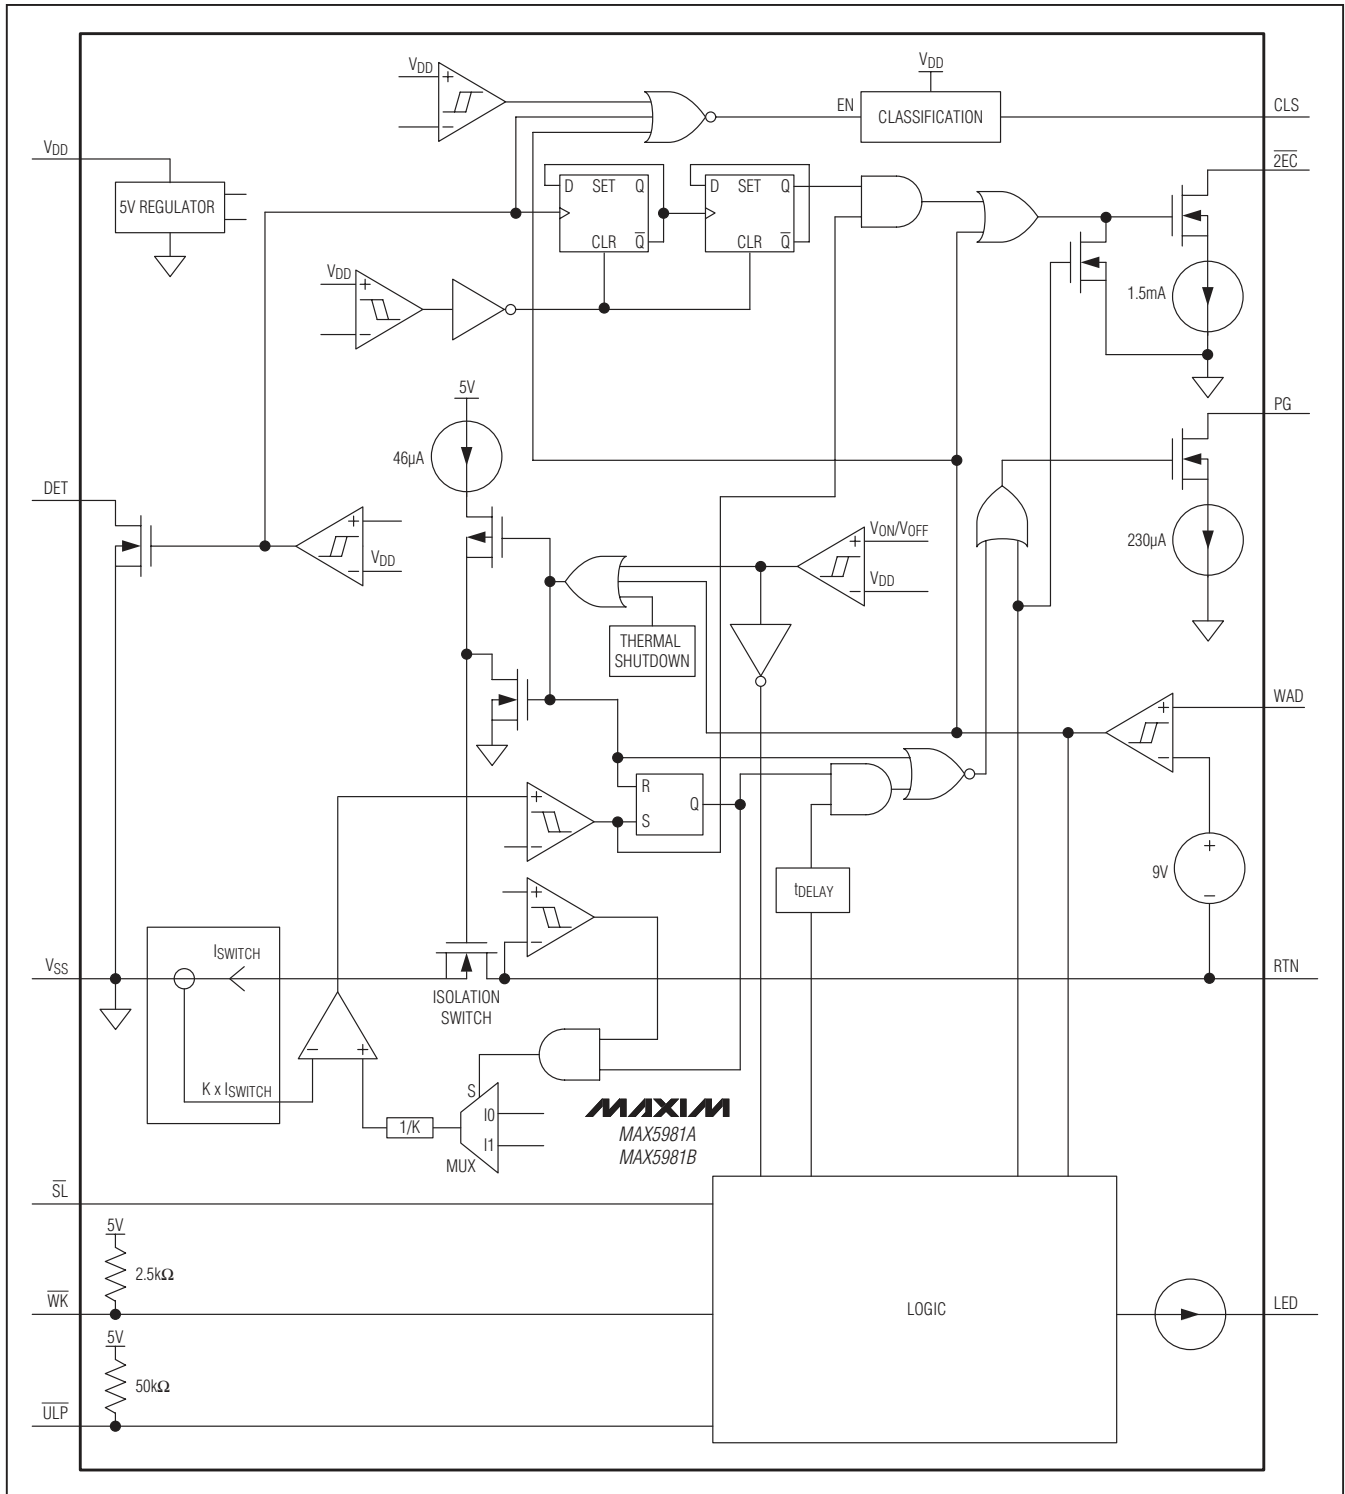 VDD
+
−
EN
VDD
CLASSIFICATION
CLS
VDD
5V REGULATOR
2EC
D SET Q
CLR Q
D SET Q
CLR Q
VDD
+
−
1.5mA
5V
46µA
PG
DET
+
−
VDD
VON/VOFF
+
−
VDD
230µA
THERMAL
SHUTDOWN
WAD
+
−
R
S
Q
+
−
tDELAY
9V
+
−
+
−
VSS
ISWITCH
ISOLATION
SWITCH
RTN
−
+
K x ISWITCH
1/K
S
I0
I1
MUX
MAXIM
MAX5981A
MAX5981B
SL
5V
2.5kΩ
WK
LOGIC
LED
5V
50kΩ
ULP